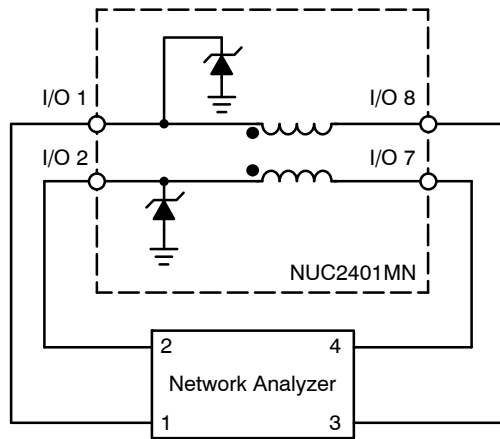 I/O 1
I/O 8
I/O 2
I/O 7
NUC2401MN
2
4
Network Analyzer
1
3